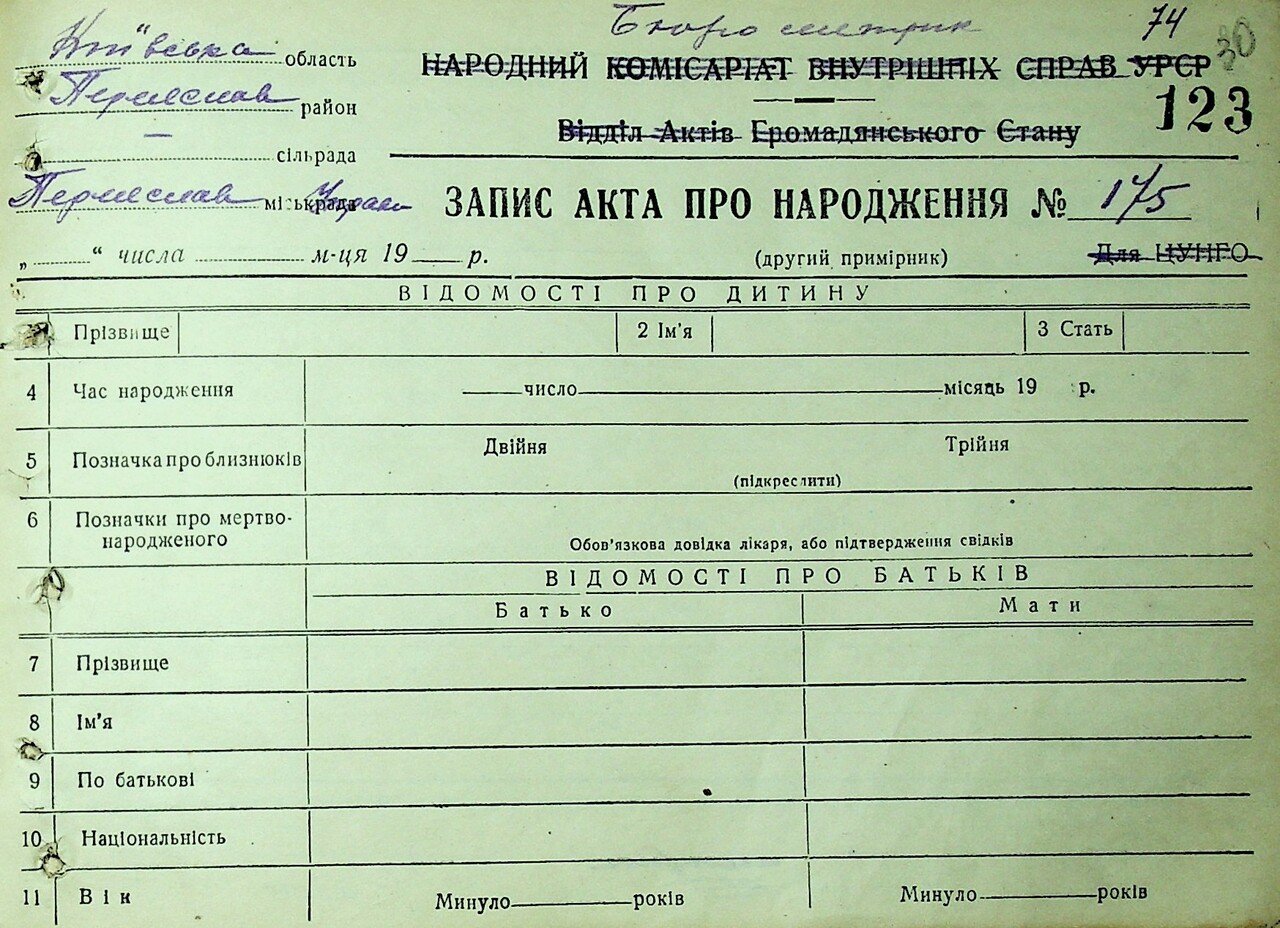 Київська область
Переяслав район
— сільрада
Переяслав міськрада Управ
„ “ числа м-ця 19 р.
Бюро метрик 74
30
НАРОДНИЙ КОМІСАРІАТ ВНУТРІШНІХ СПРАВ УРСР
123
Відділ Актів Громадянського Стану
ЗАПИС АКТА ПРО НАРОДЖЕННЯ № 175
(другий примірник) Для ЦУНГО
ВІДОМОСТІ ПРО ДИТИНУ
Прізвище 2 Ім'я 3 Стать
4 Час народження число місяць 19 р.
5 Позначка про близнюків Двійня Трійня
(підкреслити)
6 Позначки про мертво-
народженого Обов'язкова довідка лікаря, або підтвердження свідків
ВІДОМОСТІ ПРО БАТЬКІВ
Батько Мати
7 Прізвище
8 Ім'я
9 По батькові
10 Національність
11 Вік Минуло років Минуло років